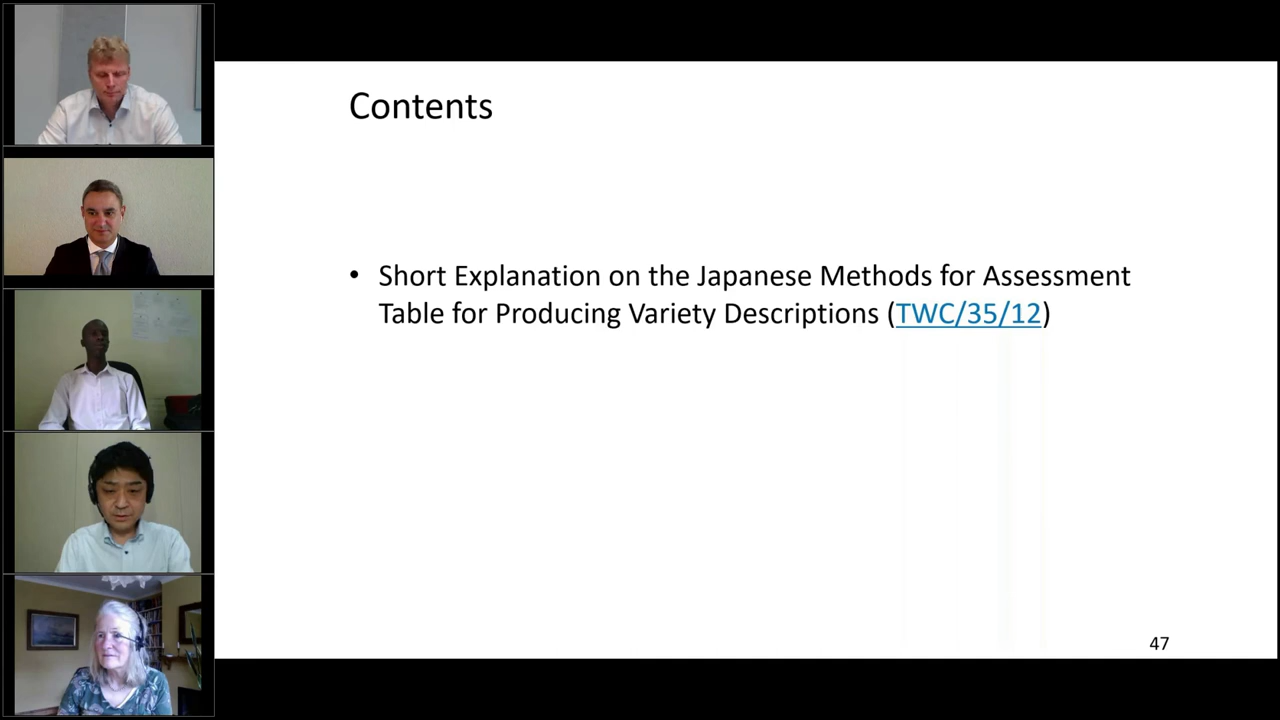 Contents
• Short Explanation on the Japanese Methods for Assessment
Table for Producing Variety Descriptions (TWC/35/12)
47